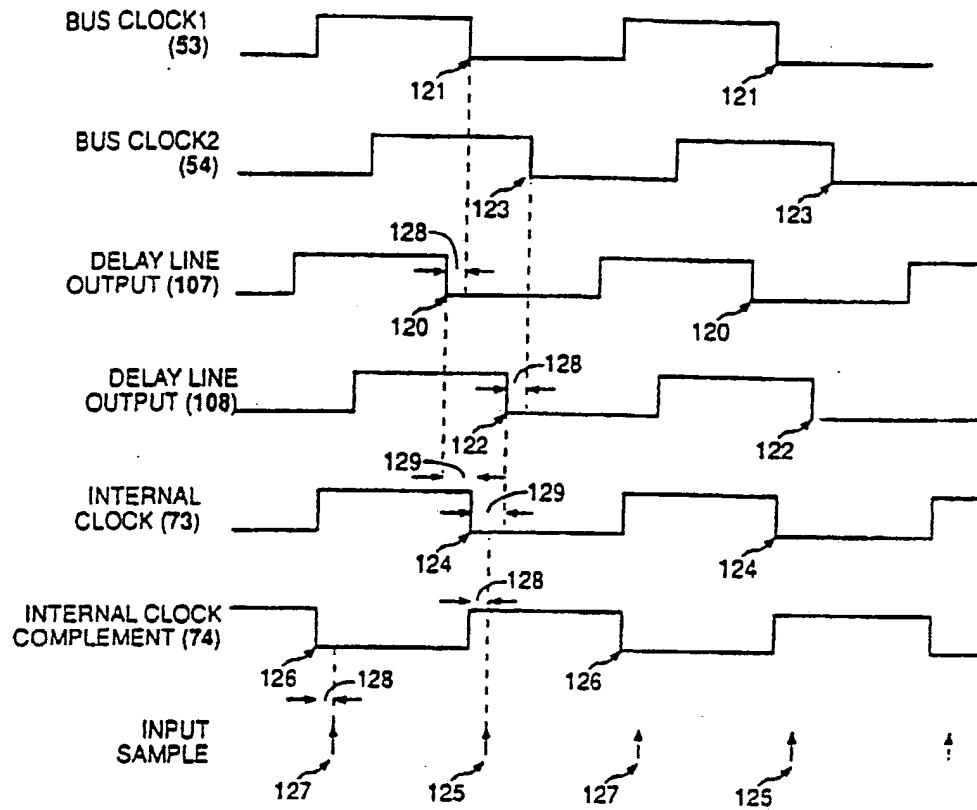 BUS CLOCK1
(53)
121
121
BUS CLOCK2
(54)
123
123
128
DELAY LINE
OUTPUT (107)
120
120
DELAY LINE
OUTPUT (108)
128
122
122
129
INTERNAL
CLOCK (73)
129
124
124
128
INTERNAL CLOCK
COMPLEMENT (74)
126
126
128
INPUT
SAMPLE
127
125
127
125